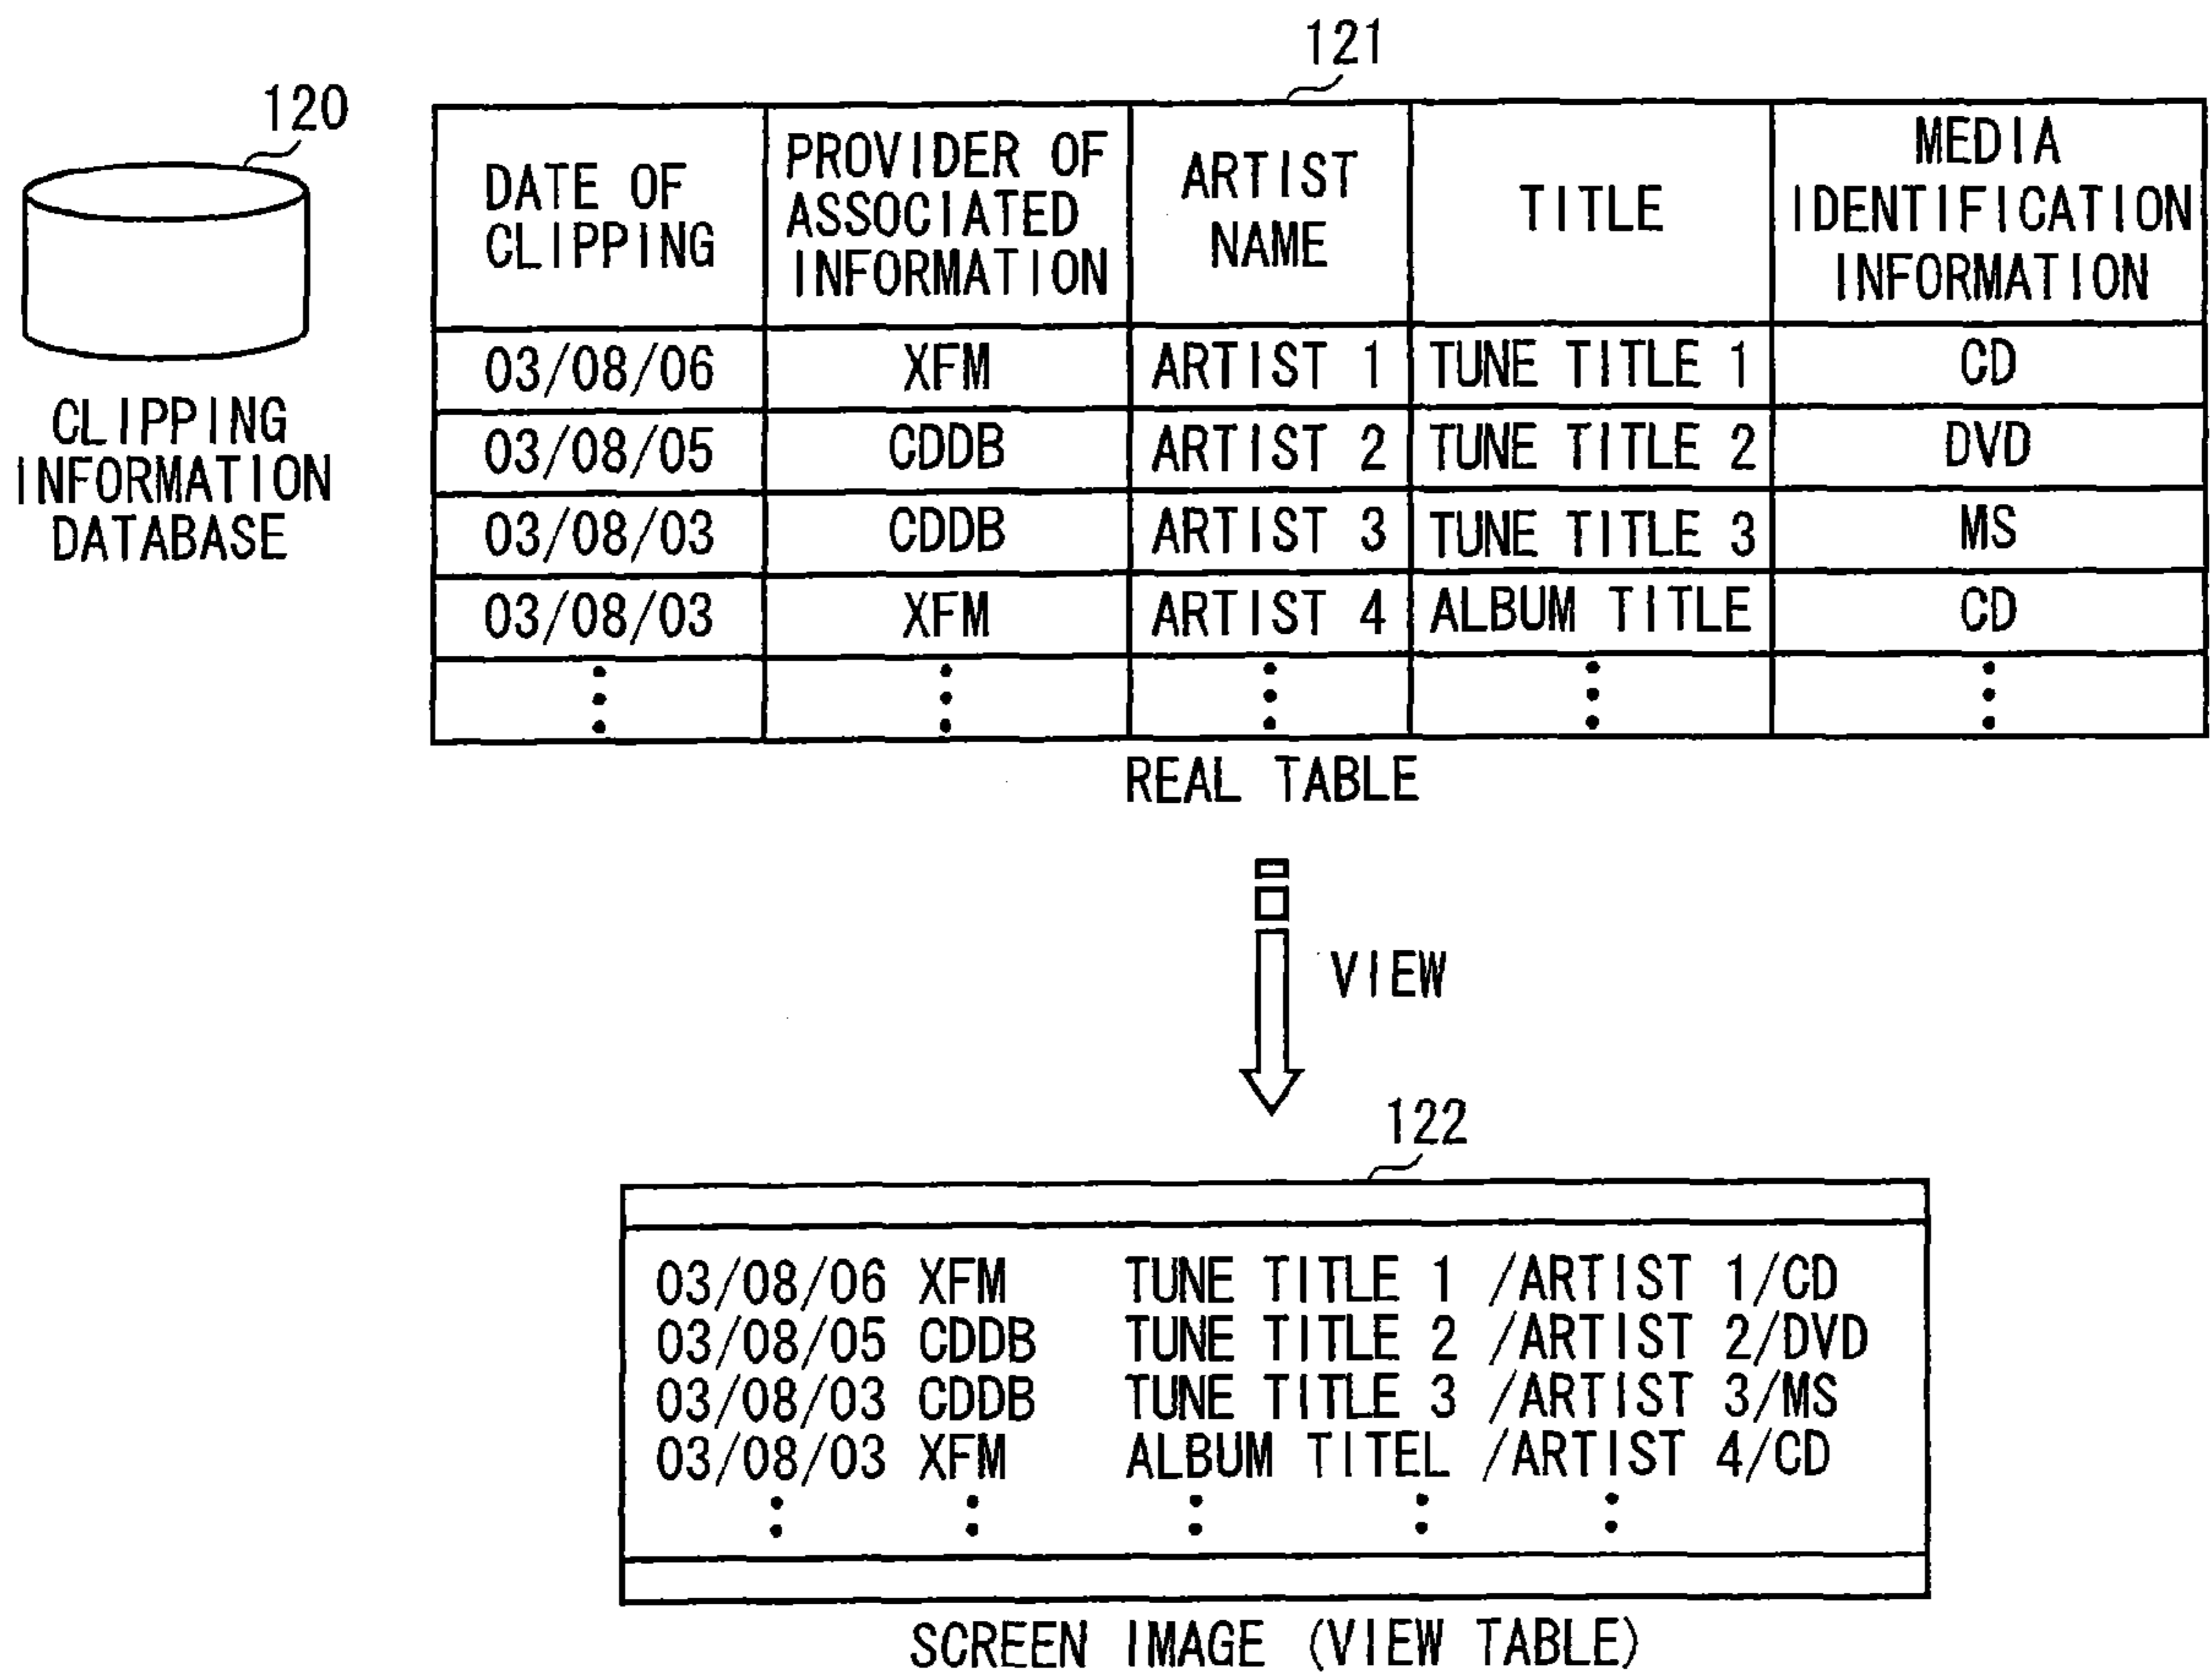 121
120
DATE OF CLIPPING PROVIDER OF ASSOCIATED INFORMATION ARTIST NAME TITLE MEDIA IDENTIFICATION INFORMATION
03/08/06 XFM ARTIST 1 TUNE TITLE 1 CD
03/08/05 CDDB ARTIST 2 TUNE TITLE 2 DVD
03/08/03 CDDB ARTIST 3 TUNE TITLE 3 MS
03/08/03 XFM ARTIST 4 ALBUM TITLE CD
CLIPPING
INFORMATION
DATABASE
REAL TABLE
VIEW
122
03/08/06 XFM TUNE TITLE 1 /ARTIST 1/CD
03/08/05 CDDB TUNE TITLE 2 /ARTIST 2/DVD
03/08/03 CDDB TUNE TITLE 3 /ARTIST 3/MS
03/08/03 XFM ALBUM TITEL /ARTIST 4/CD
SCREEN IMAGE (VIEW TABLE)